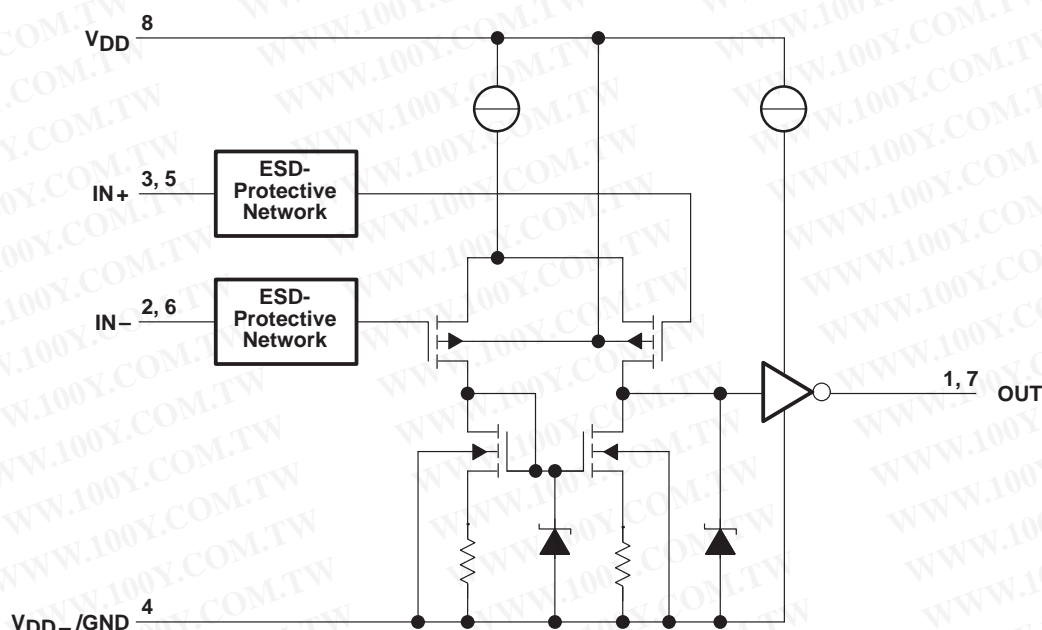 VDD 8
IN+ 3, 5
ESD-
Protective
Network
IN− 2, 6
ESD-
Protective
Network
1, 7 OUT
VDD−/GND 4
WWW.100Y.COM.TW